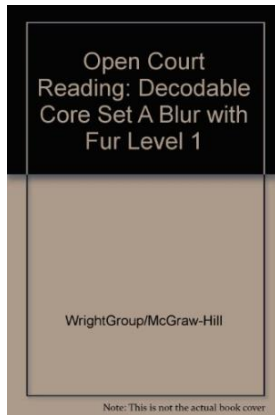 Open Court
Reading: Decodable
Core Set A Blur with
Fur Level 1
WrightGroup/McGraw-Hill
Note: This is not the actual book cover